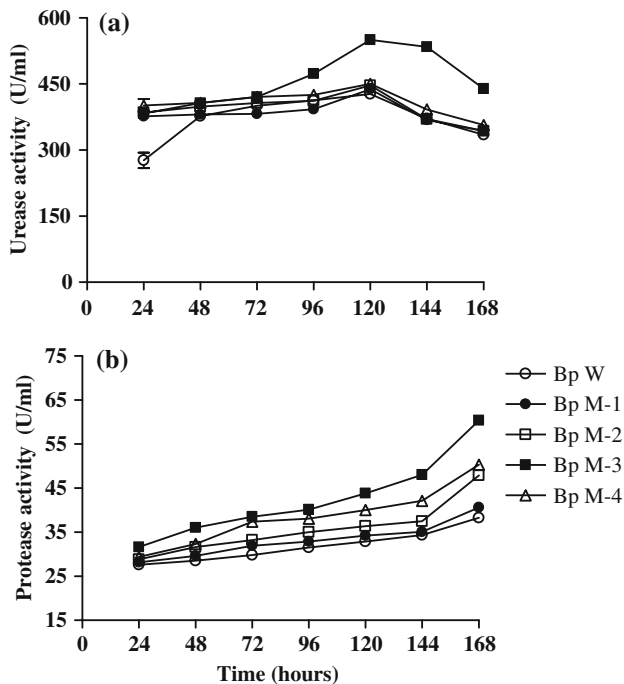 (a)
Urease activity (U/ml)
600
450
300
150
0
0 24 48 72 96 120 144 168
(b)
Protease activity (U/ml)
75
65
55
45
35
25
15
0 24 48 72 96 120 144 168
Time (hours)
Bp W
Bp M-1
Bp M-2
Bp M-3
Bp M-4